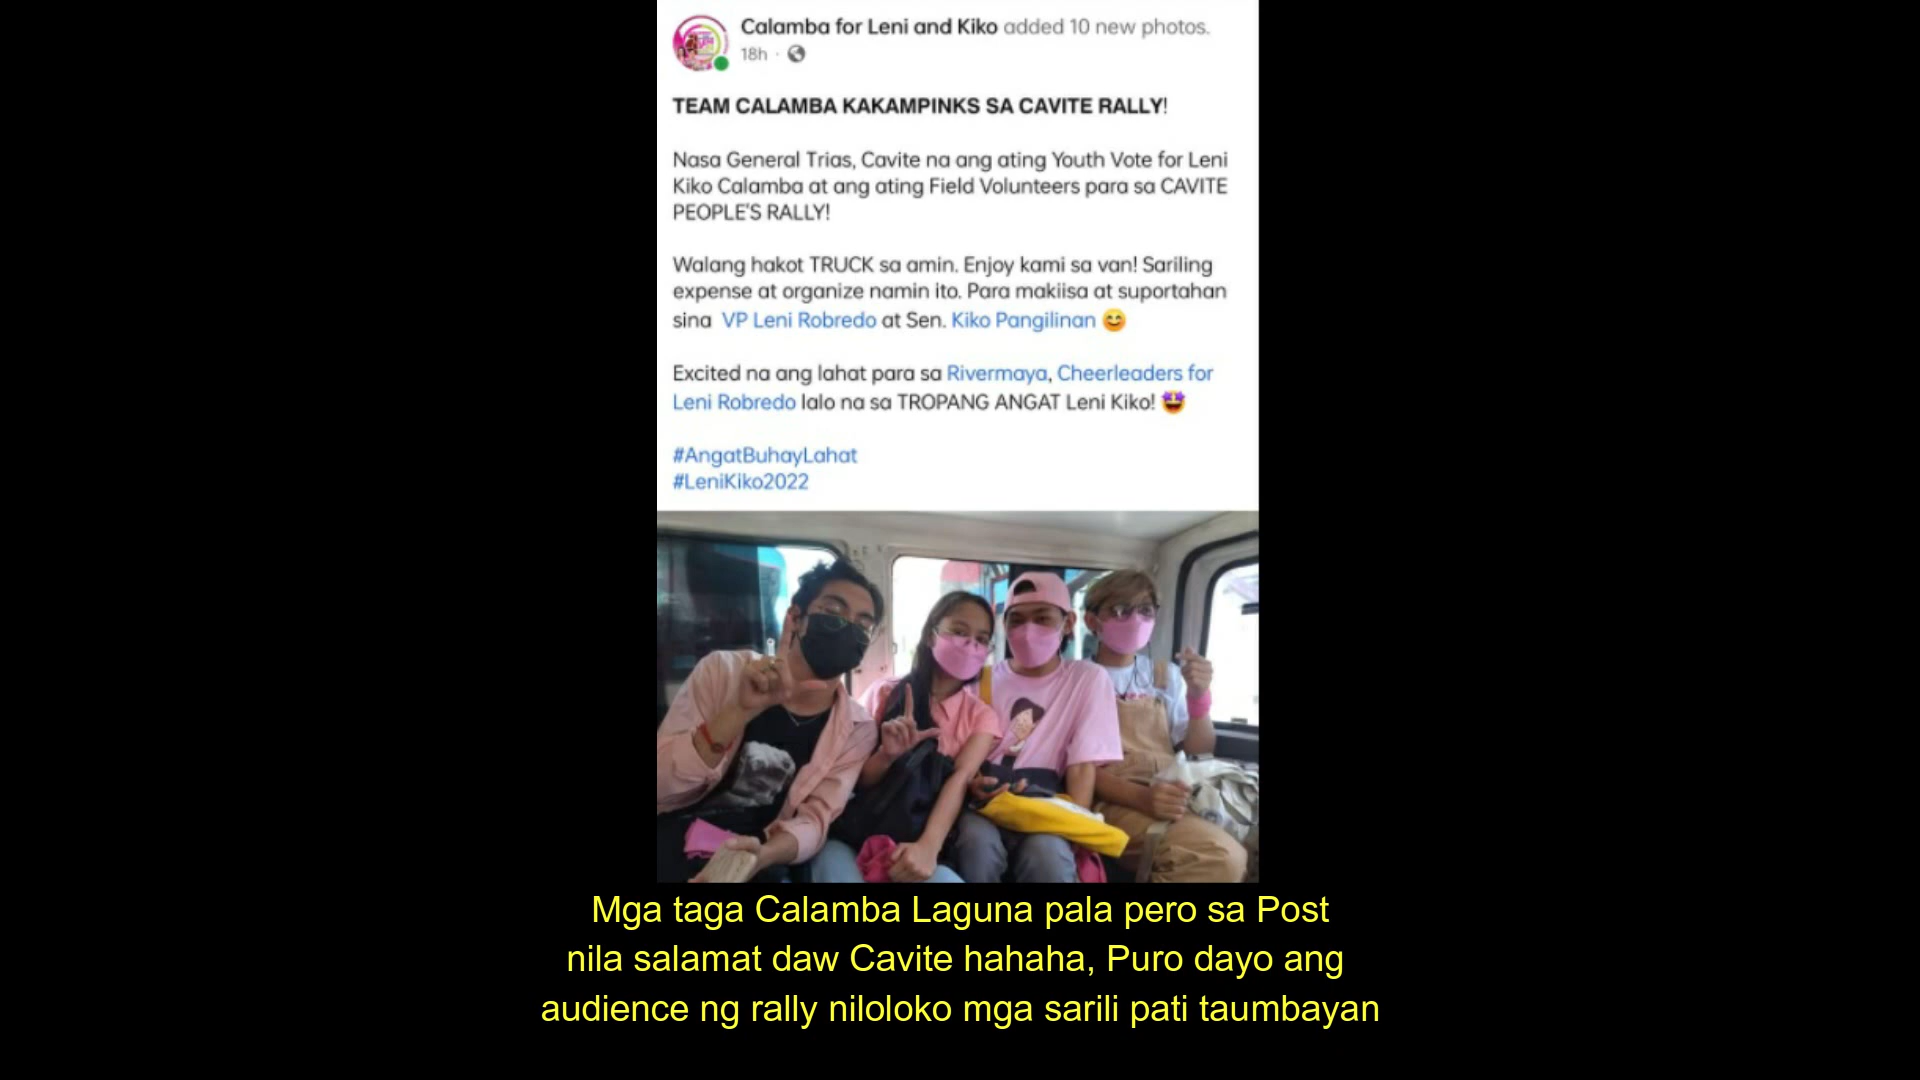 Calamba for Leni and Kiko added 10 new photos.
18h ·
TEAM CALAMBA KAKAMPINKS SA CAVITE RALLY!
Nasa General Trias, Cavite na ang ating Youth Vote for Leni
Kiko Calamba at ang ating Field Volunteers para sa CAVITE
PEOPLE'S RALLY!
Walang hakot TRUCK sa amin. Enjoy kami sa van! Sariling
expense at organize namin ito. Para makiisa at suportahan
sina VP Leni Robredo at Sen. Kiko Pangilinan 😊
Excited na ang lahat para sa Rivermaya, Cheerleaders for
Leni Robredo lalo na sa TROPANG ANGAT Leni Kiko! 🤩
#AngatBuhayLahat
#LeniKiko2022
Mga taga Calamba Laguna pala pero sa Post
nila salamat daw Cavite hahaha, Puro dayo ang
audience ng rally niloloko mga sarili pati taumbayan